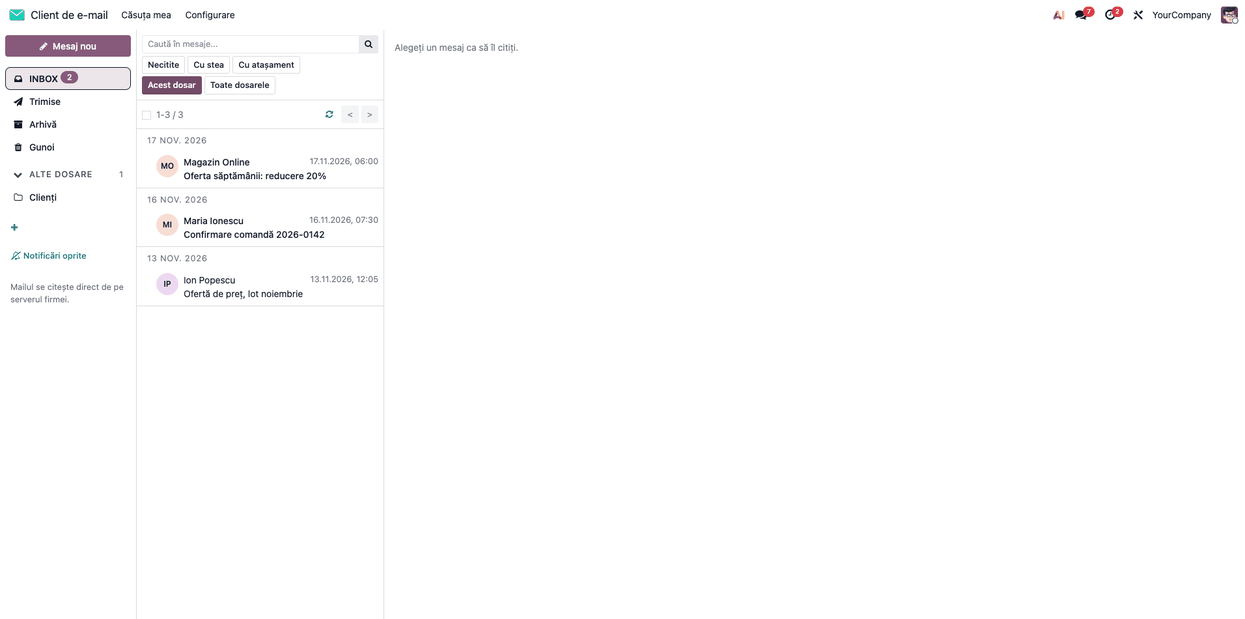 Client de e-mail Căsuța mea Configurare AI 7 2 YourCompany
Mesaj nou
INBOX 2
Trimise
Arhivă
Gunoi
ALTE DOSARE 1
Clienți
+
Notificări oprite
Mailul se citește direct de pe
serverul firmei.
Caută în mesaje...
Necitite Cu stea Cu atașament
Acest dosar Toate dosarele
1-3 / 3 < >
17 NOV. 2026
MO Magazin Online 17.11.2026, 06:00
Oferta săptămânii: reducere 20%
16 NOV. 2026
MI Maria Ionescu 16.11.2026, 07:30
Confirmare comandă 2026-0142
13 NOV. 2026
IP Ion Popescu 13.11.2026, 12:05
Ofertă de preț, lot noiembrie
Alegeți un mesaj ca să îl citiți.